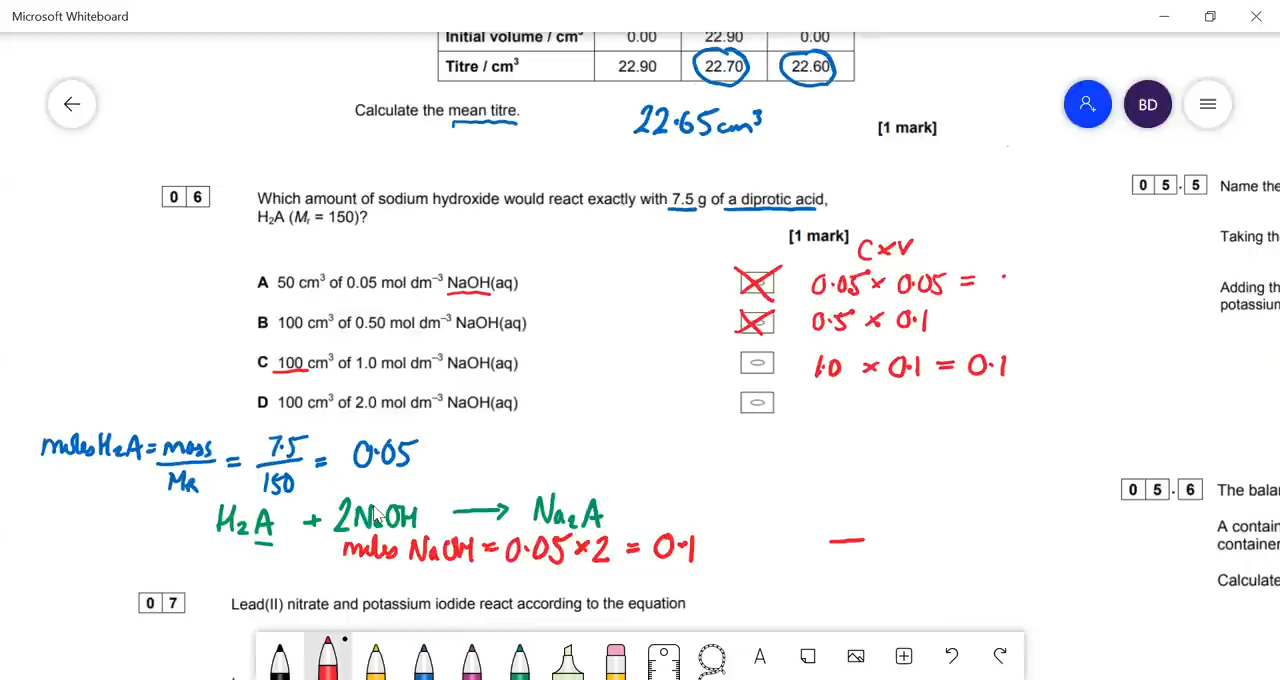 Microsoft Whiteboard
Initial volume / cm³ 0.00 22.90 0.00
Titre / cm³ 22.90 22.70 22.60
Calculate the mean titre.
22.65cm³
[1 mark]
BD
0 6
Which amount of sodium hydroxide would react exactly with 7.5 g of a diprotic acid,
H₂A (Mr = 150)?
[1 mark]
C×V
A 50 cm³ of 0.05 mol dm⁻³ NaOH(aq)
0.05 × 0.05 =
B 100 cm³ of 0.50 mol dm⁻³ NaOH(aq)
0.5 × 0.1
C 100 cm³ of 1.0 mol dm⁻³ NaOH(aq)
1.0 × 0.1 = 0.1
D 100 cm³ of 2.0 mol dm⁻³ NaOH(aq)
moles H₂A = mass / MR = 7.5 / 150 = 0.05
H₂A + 2NaOH → Na₂A
moles NaOH = 0.05 × 2 = 0.1
0 7
Lead(II) nitrate and potassium iodide react according to the equation
0 5 . 5
Name the
Taking th
Adding th
potassium
0 5 . 6
The bala
A contain
container
Calculate
A